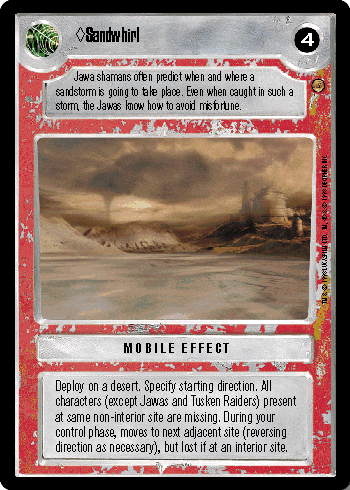 ◊Sandwhirl
4
Jawa shamans often predict when and where a
sandstorm is going to take place. Even when caught in such a
storm, the Jawas know how to avoid misfortune.
MOBILE EFFECT
Deploy on a desert. Specify starting direction. All
characters (except Jawas and Tusken Raiders) present
at same non-interior site are missing. During your
control phase, moves to next adjacent site (reversing
direction as necessary), but lost if at an interior site.